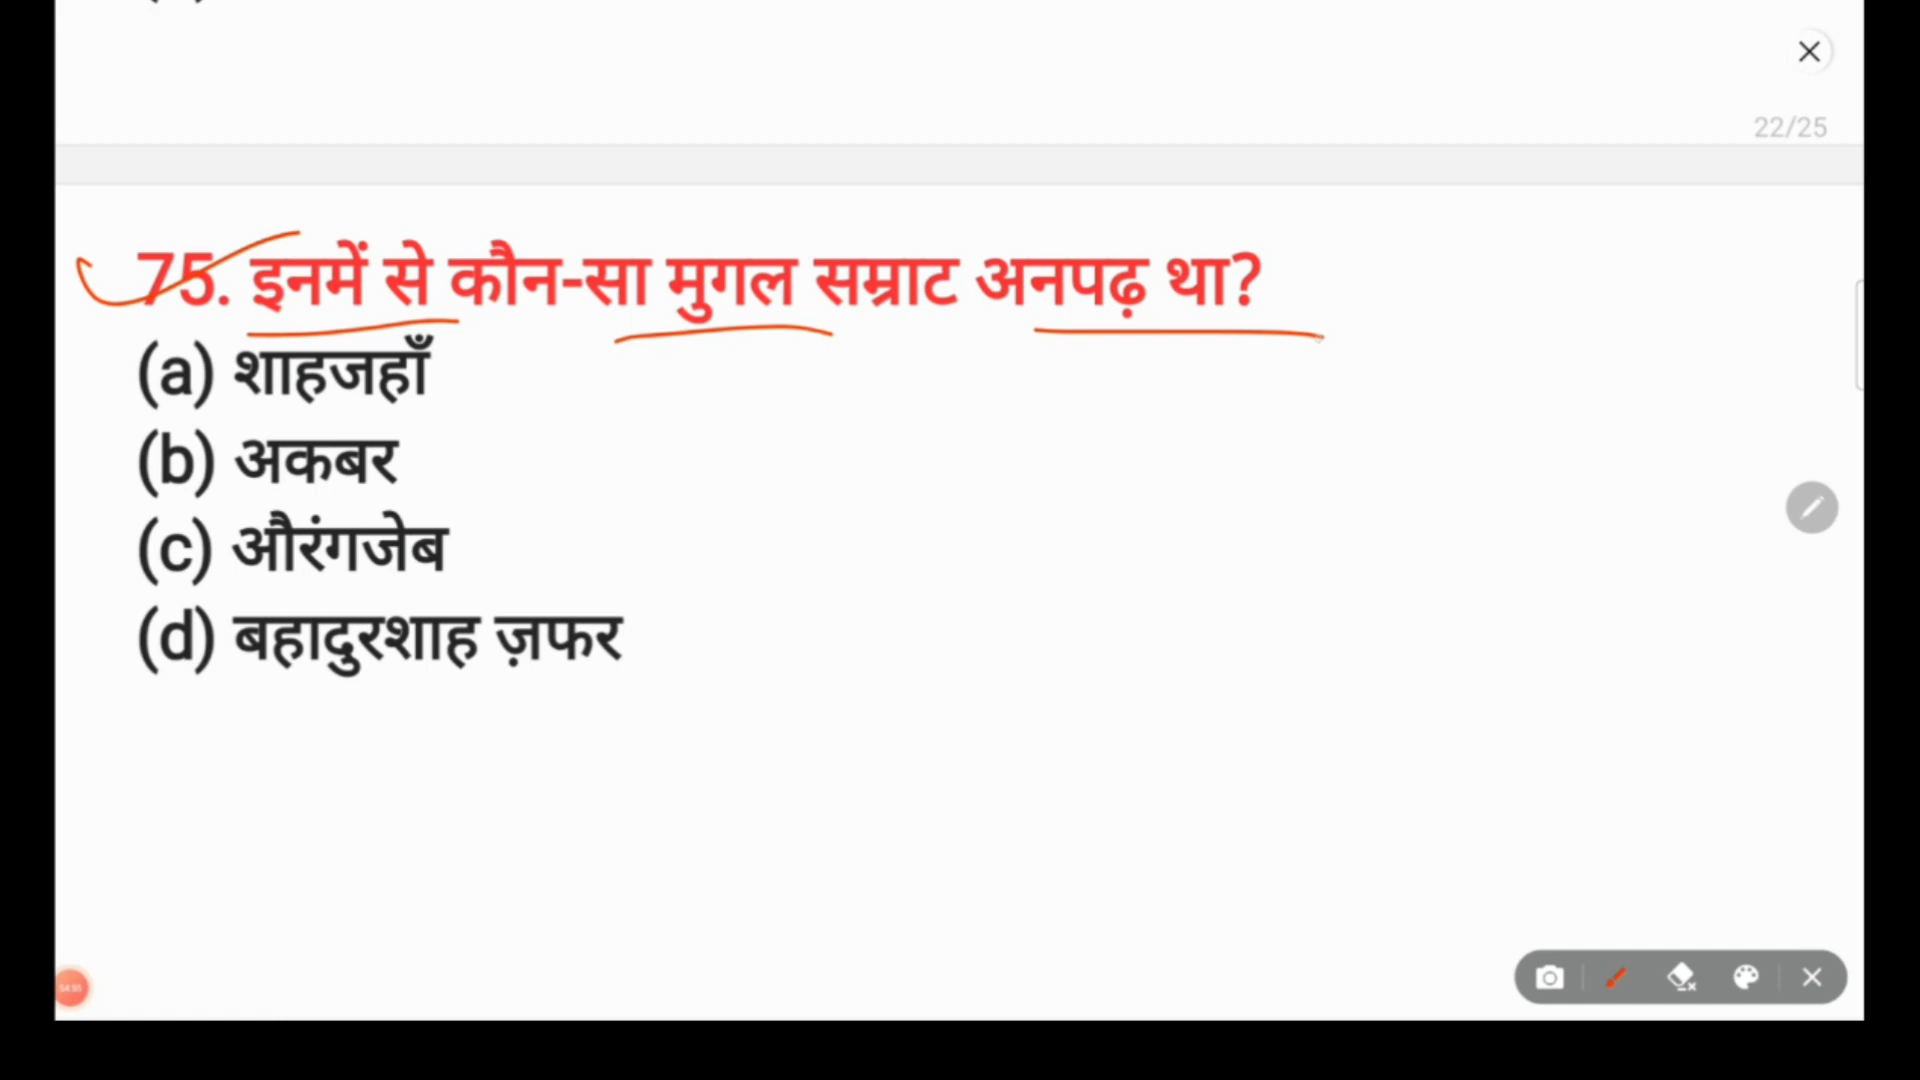 22/25
75. इनमें से कौन-सा मुगल सम्राट अनपढ़ था?
(a) शाहजहाँ
(b) अकबर
(c) औरंगजेब
(d) बहादुरशाह ज़फर